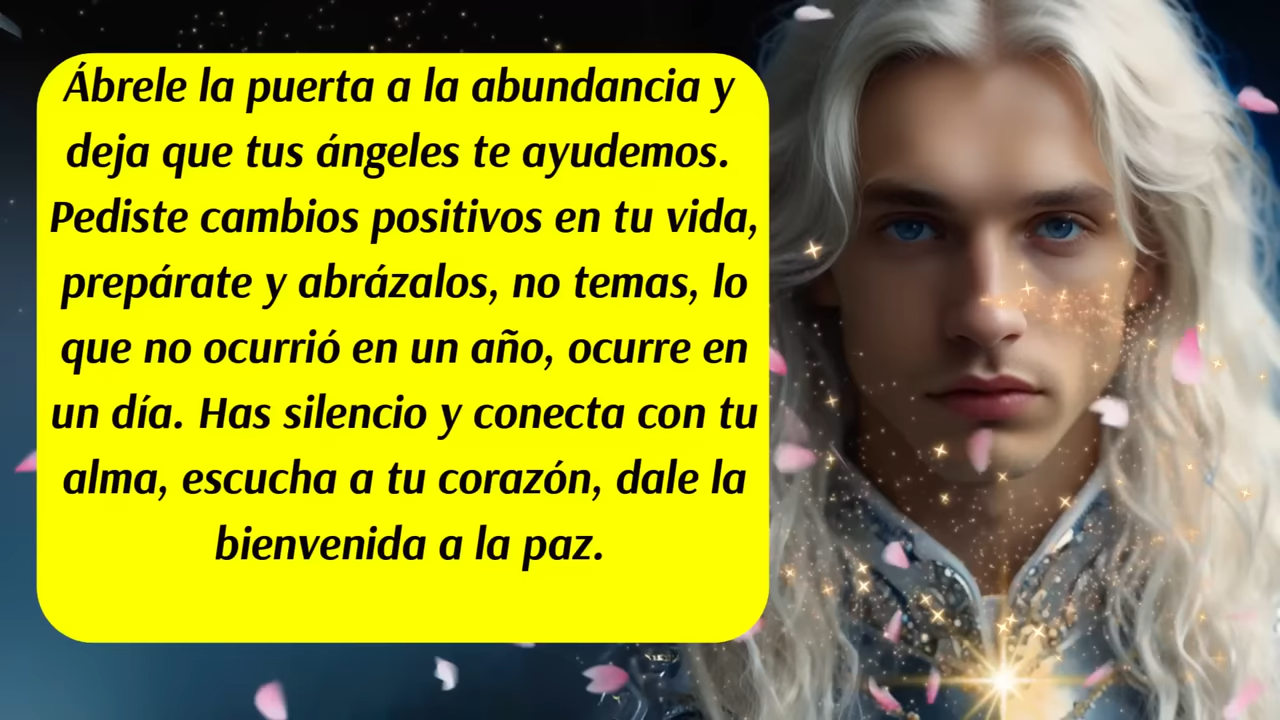 Ábrele la puerta a la abundancia y
deja que tus ángeles te ayudemos.
Pediste cambios positivos en tu vida,
prepárate y abrázalos, no temas, lo
que no ocurrió en un año, ocurre en
un día. Has silencio y conecta con tu
alma, escucha a tu corazón, dale la
bienvenida a la paz.